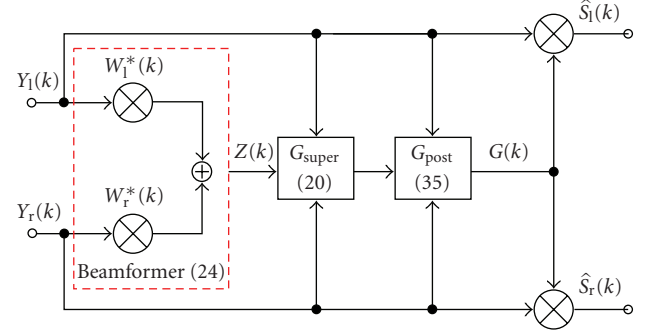 Ŝ_l(k)
Y_l(k)
W_l^*(k)
Z(k)
G_super
(20)
G_post
(35)
G(k)
W_r^*(k)
Y_r(k)
Beamformer (24)
Ŝ_r(k)